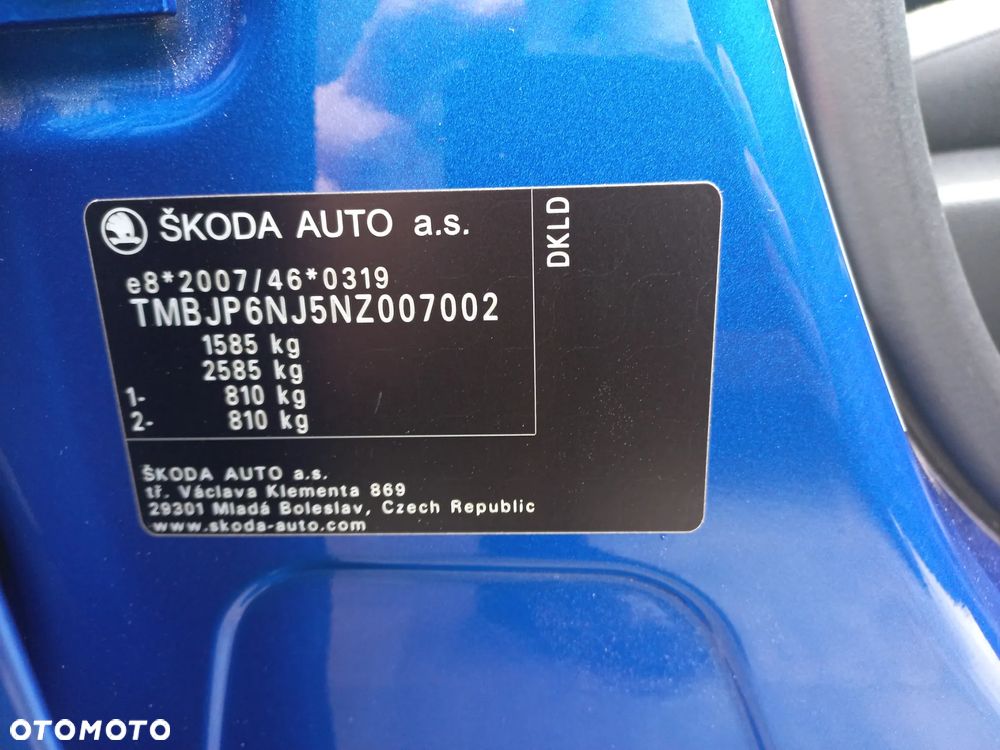 ŠKODA AUTO a.s.
DKLD
e8*2007/46*0319
TMBJP6NJ5NZ007002
1585 kg
2585 kg
1- 810 kg
2- 810 kg
ŠKODA AUTO a.s.
tř. Václava Klementa 869
29301 Mladá Boleslav, Czech Republic
www.skoda-auto.com
OTOMOTO